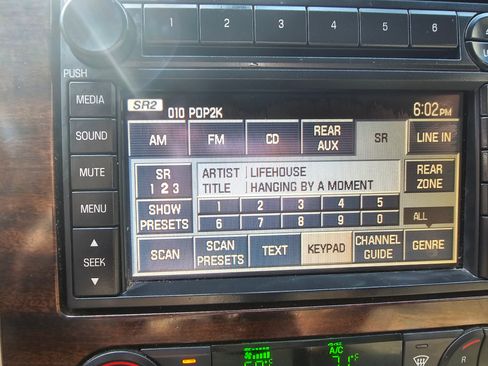 1 2 3 4 5 6
PUSH
MEDIA
SR2 010 POP2K 6:02PM
SOUND
AM FM CD REAR AUX SR LINE IN
MUTE
SR 1 2 3
ARTIST LIFEHOUSE
TITLE HANGING BY A MOMENT
REAR ZONE
MENU
SHOW PRESETS
1 2 3 4 5
6 7 8 9 0
ALL
SEEK
SCAN SCAN PRESETS TEXT KEYPAD CHANNEL GUIDE GENRE
A/C
R